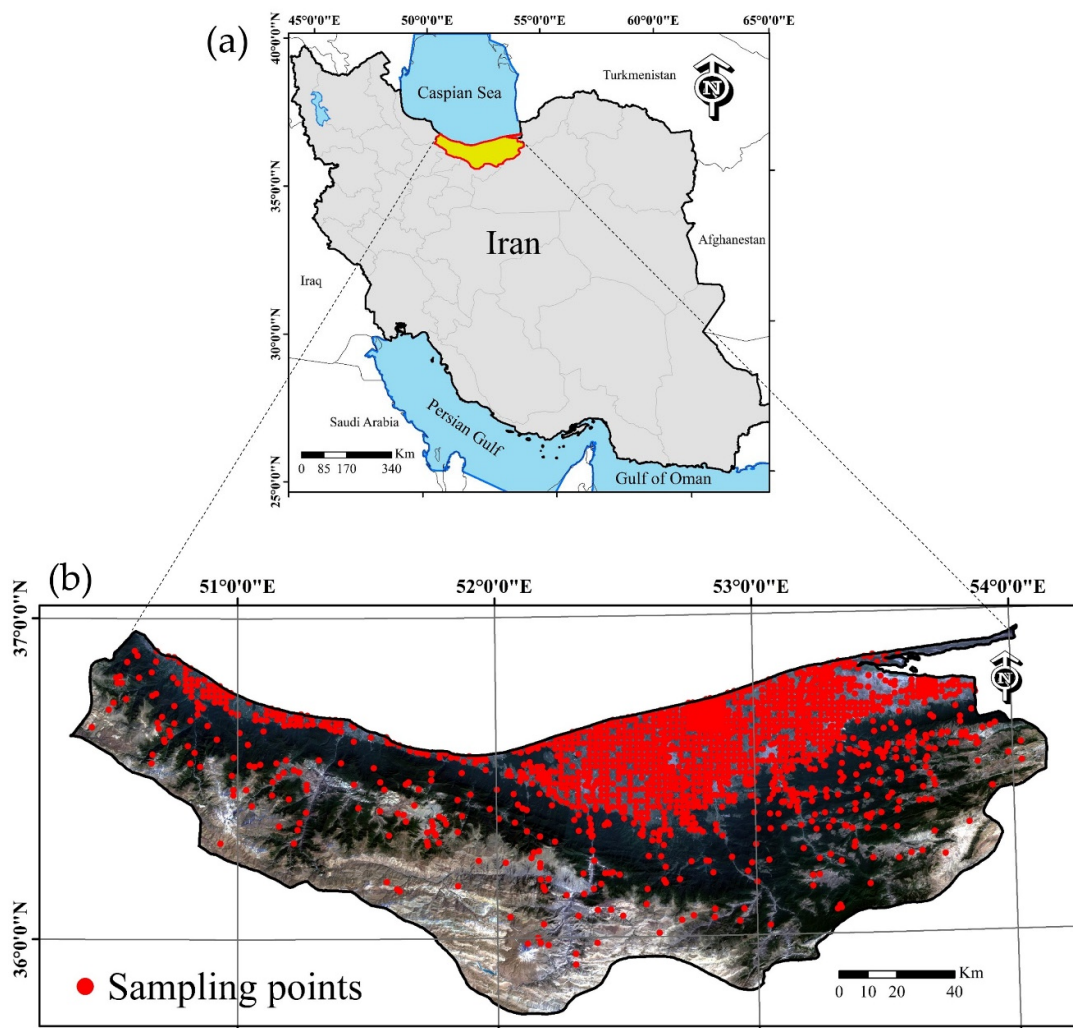 (a)
45°0'0"E 50°0'0"E 55°0'0"E 60°0'0"E 65°0'0"E
40°0'0"N
35°0'0"N
30°0'0"N
25°0'0"N
Caspian Sea
Turkmenistan
N
Iran
Afghanestan
Iraq
Saudi Arabia
Persian Gulf
Gulf of Oman
Km
0 85 170 340
(b)
51°0'0"E 52°0'0"E 53°0'0"E 54°0'0"E
37°0'0"N
36°0'0"N
N
Sampling points
Km
0 10 20 40